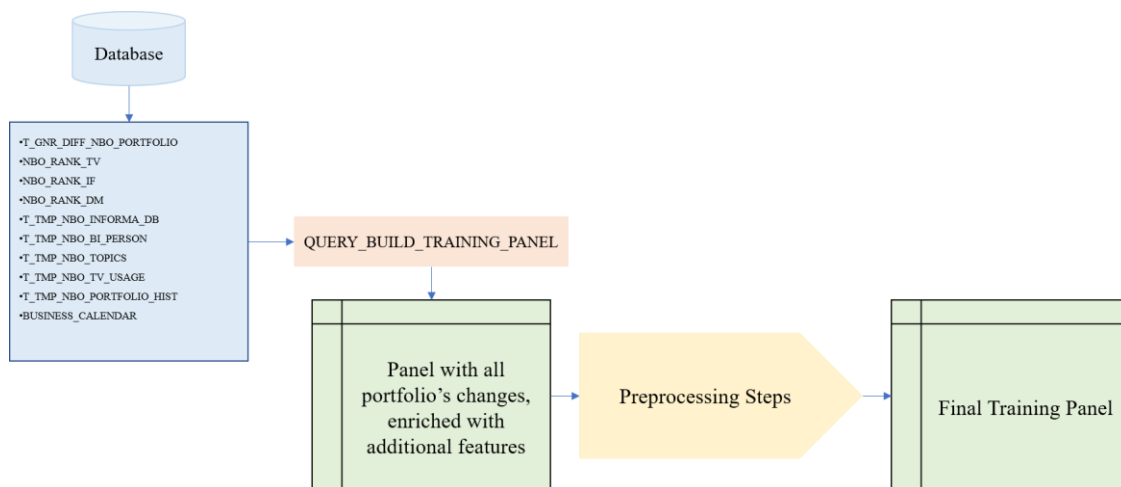 Database
•T_GNR_DIFF_NBO_PORTFOLIO
•NBO_RANK_TV
•NBO_RANK_IF
•NBO_RANK_DM
•T_TMP_NBO_INFORMA_DB
•T_TMP_NBO_BI_PERSON
•T_TMP_NBO_TOPICS
•T_TMP_NBO_TV_USAGE
•T_TMP_NBO_PORTFOLIO_HIST
•BUSINESS_CALENDAR
QUERY_BUILD_TRAINING_PANEL
Panel with all
portfolio’s changes,
enriched with
additional features
Preprocessing Steps
Final Training Panel